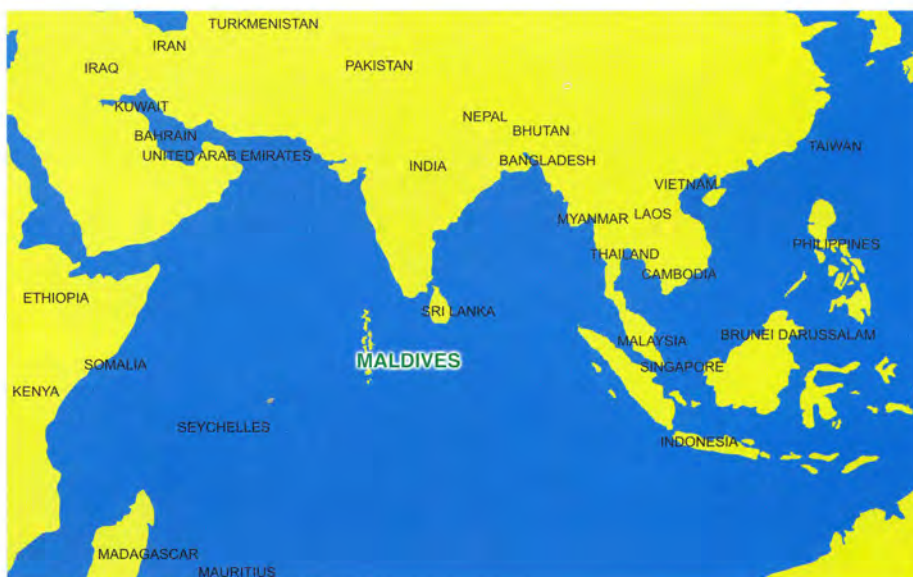 TURKMENISTAN
IRAN
IRAQ
PAKISTAN
KUWAIT
NEPAL
BAHRAIN
BHUTAN
UNITED ARAB EMIRATES
INDIA
BANGLADESH
TAIWAN
VIETNAM
MYANMAR
LAOS
PHILIPPINES
THAILAND
CAMBODIA
ETHIOPIA
SRI LANKA
BRUNEI DARUSSALAM
MALAYSIA
MALDIVES
SOMALIA
SINGAPORE
KENYA
SEYCHELLES
INDONESIA
MADAGASCAR
MAURITIUS